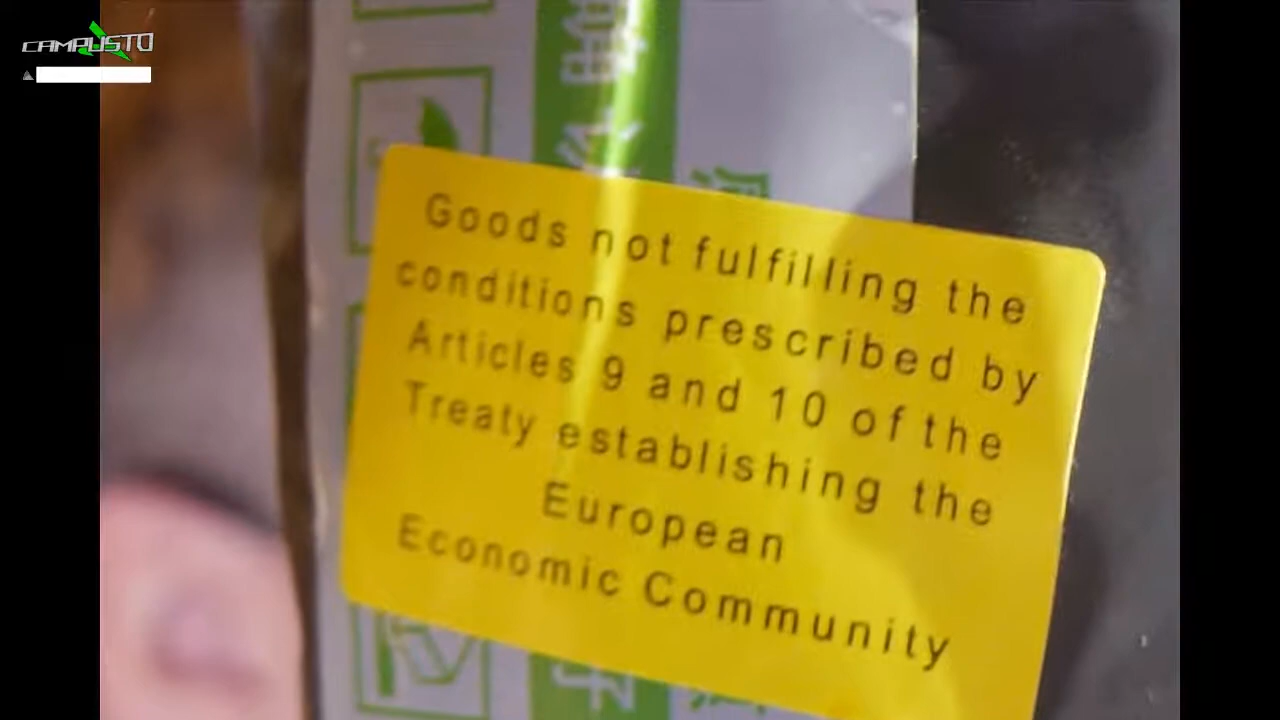 CAMPUSTO
Goods not fulfilling the
conditions prescribed by
Articles 9 and 10 of the
Treaty establishing the
European
Economic Community